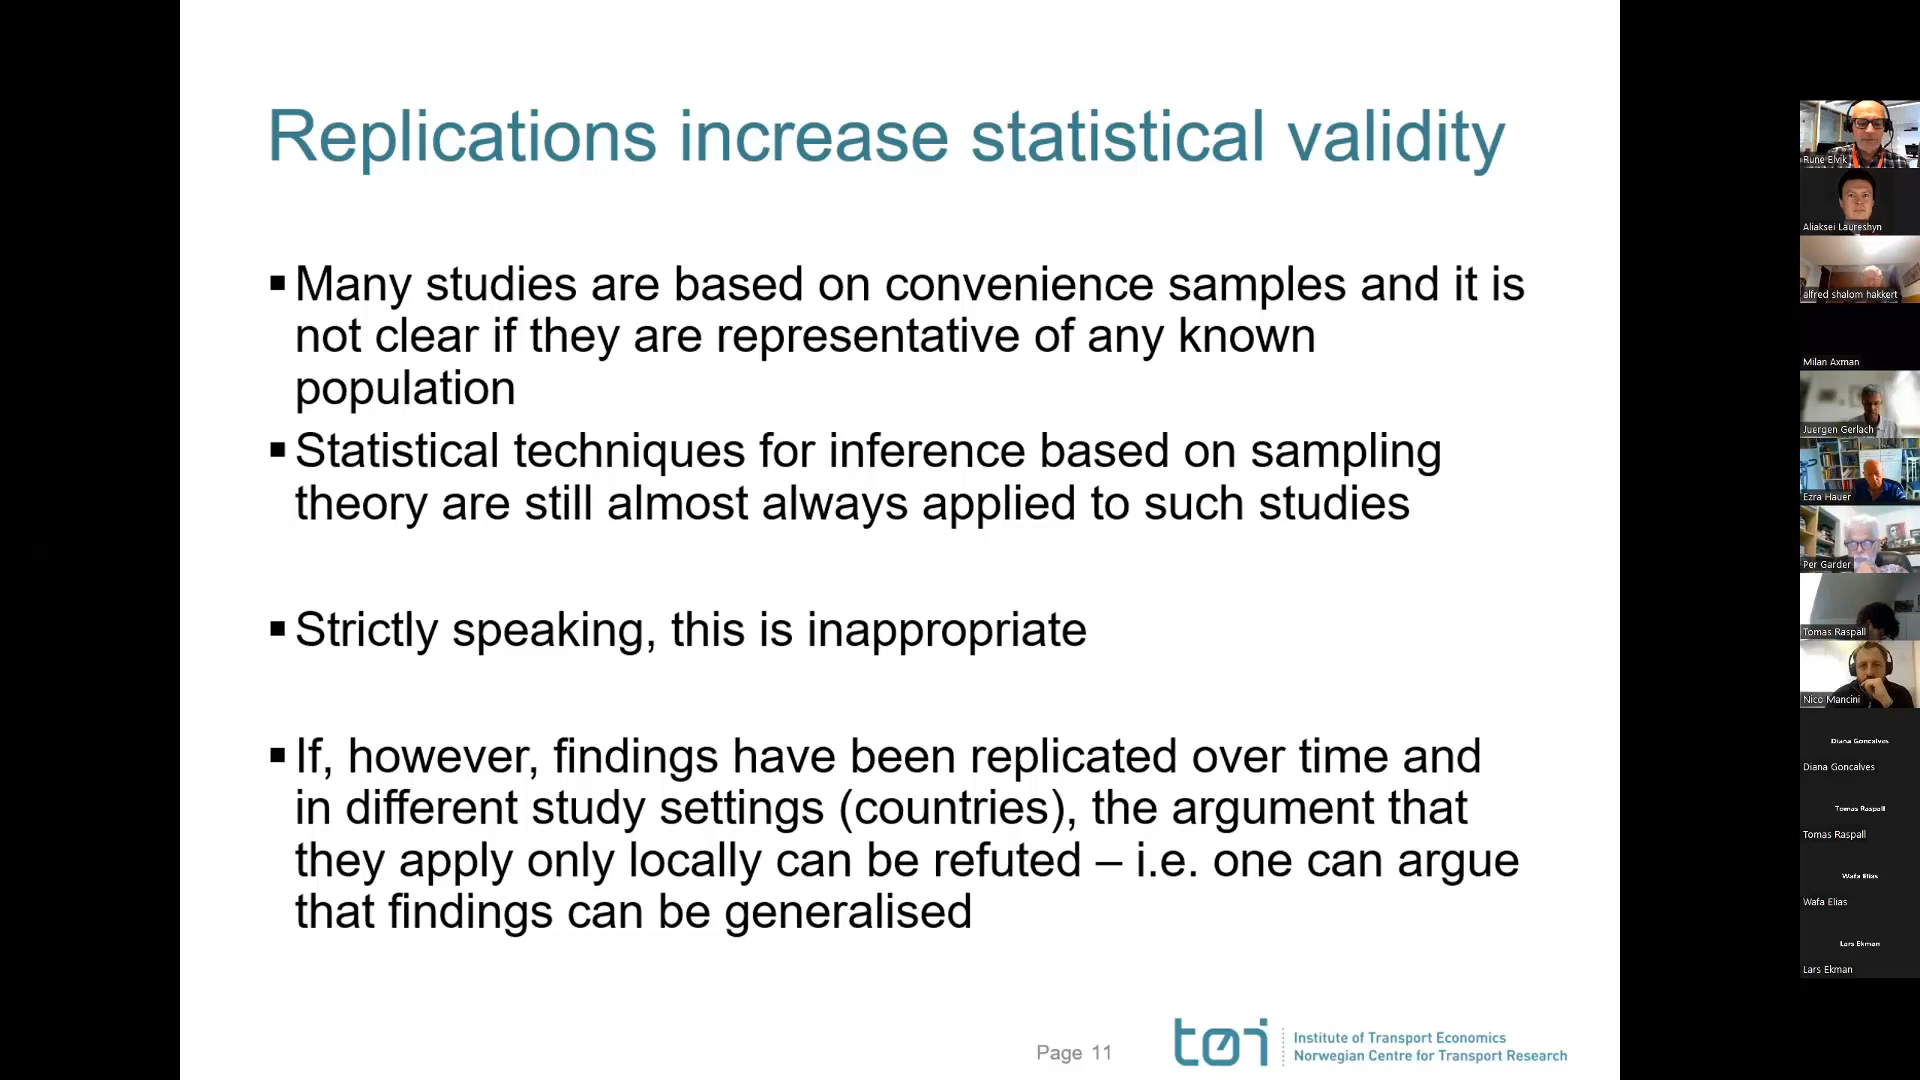 Replications increase statistical validity
▪ Many studies are based on convenience samples and it is
not clear if they are representative of any known
population
▪ Statistical techniques for inference based on sampling
theory are still almost always applied to such studies
▪ Strictly speaking, this is inappropriate
▪ If, however, findings have been replicated over time and
in different study settings (countries), the argument that
they apply only locally can be refuted – i.e. one can argue
that findings can be generalised
Page 11
tøi
Institute of Transport Economics
Norwegian Centre for Transport Research
Rune Elvik
Aliaksei Laureshyn
alfred shalom hakkert
Milan Axman
Juergen Gerlach
Ezra Hauer
Per Garder
Tomas Raspall
Nico Mancini
Diana Goncalves
Diana Goncalves
Tomas Raspall
Tomas Raspall
Wafa Elias
Wafa Elias
Lars Ekman
Lars Ekman